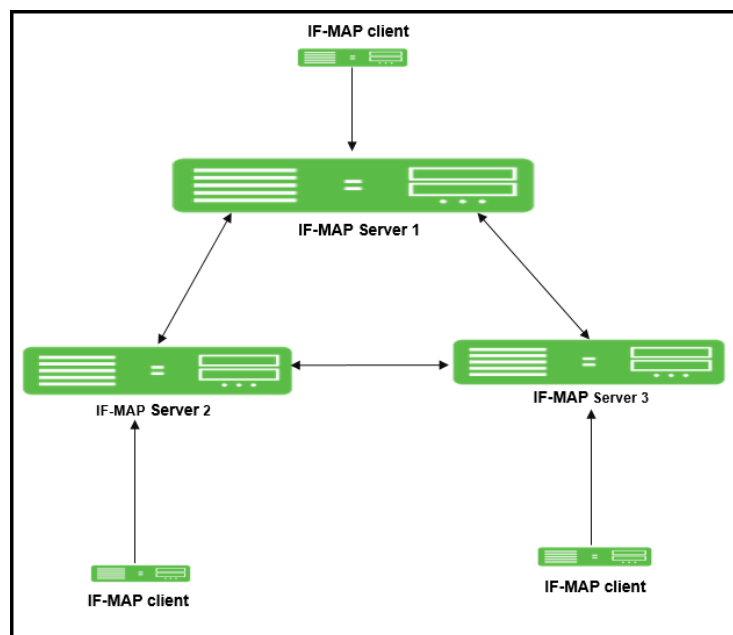 IF-MAP client
IF-MAP Server 1
IF-MAP Server 2
IF-MAP Server 3
IF-MAP client
IF-MAP client